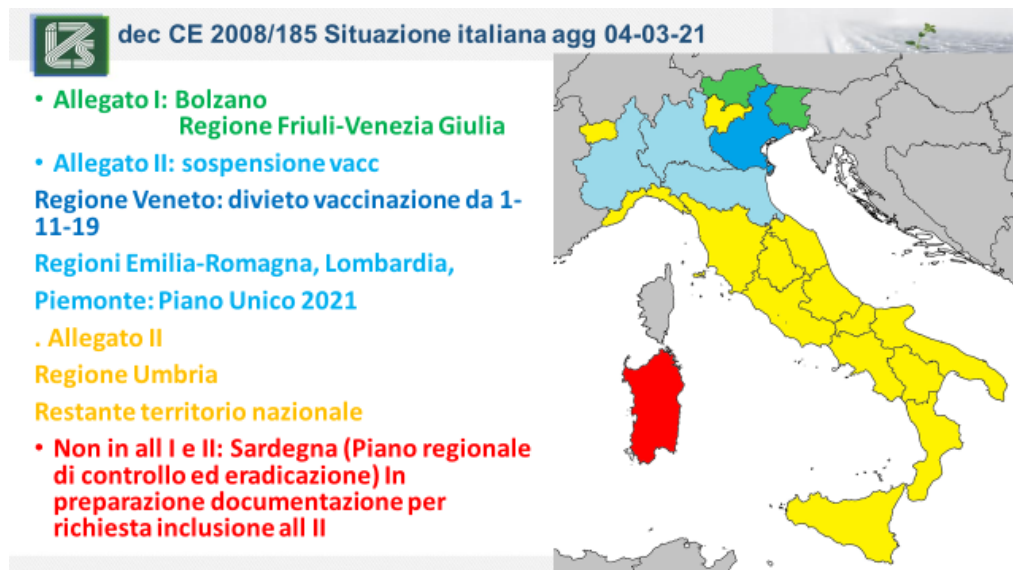 dec CE 2008/185 Situazione italiana agg 04-03-21
IZS
• Allegato I: Bolzano
Regione Friuli-Venezia Giulia
• Allegato II: sospensione vacc
Regione Veneto: divieto vaccinazione da 1-
11-19
Regioni Emilia-Romagna, Lombardia,
Piemonte: Piano Unico 2021
. Allegato II
Regione Umbria
Restante territorio nazionale
• Non in all I e II: Sardegna (Piano regionale
di controllo ed eradicazione) In
preparazione documentazione per
richiesta inclusione all II